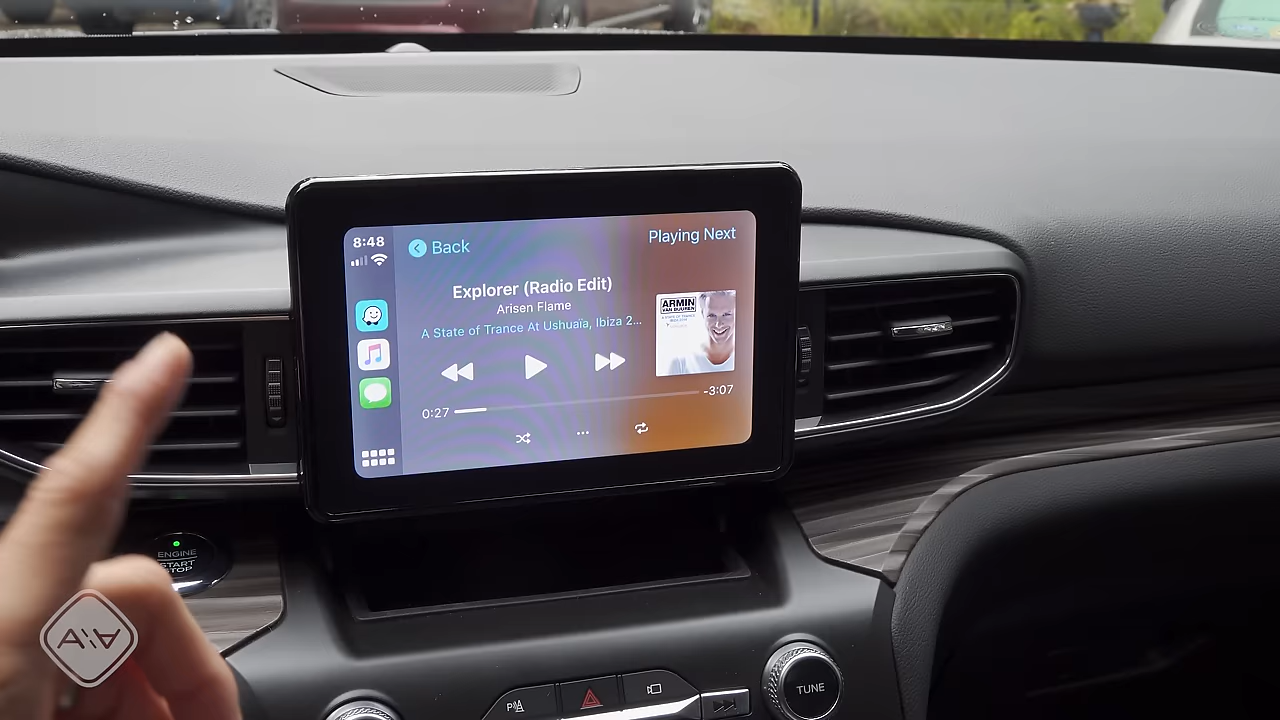 8:48
Back
Playing Next
Explorer (Radio Edit)
Arisen Flame
A State of Trance At Ushuaïa, Ibiza 2...
ARMIN
VAN BUUREN
0:27
-3:07
ENGINE
START
STOP
TUNE